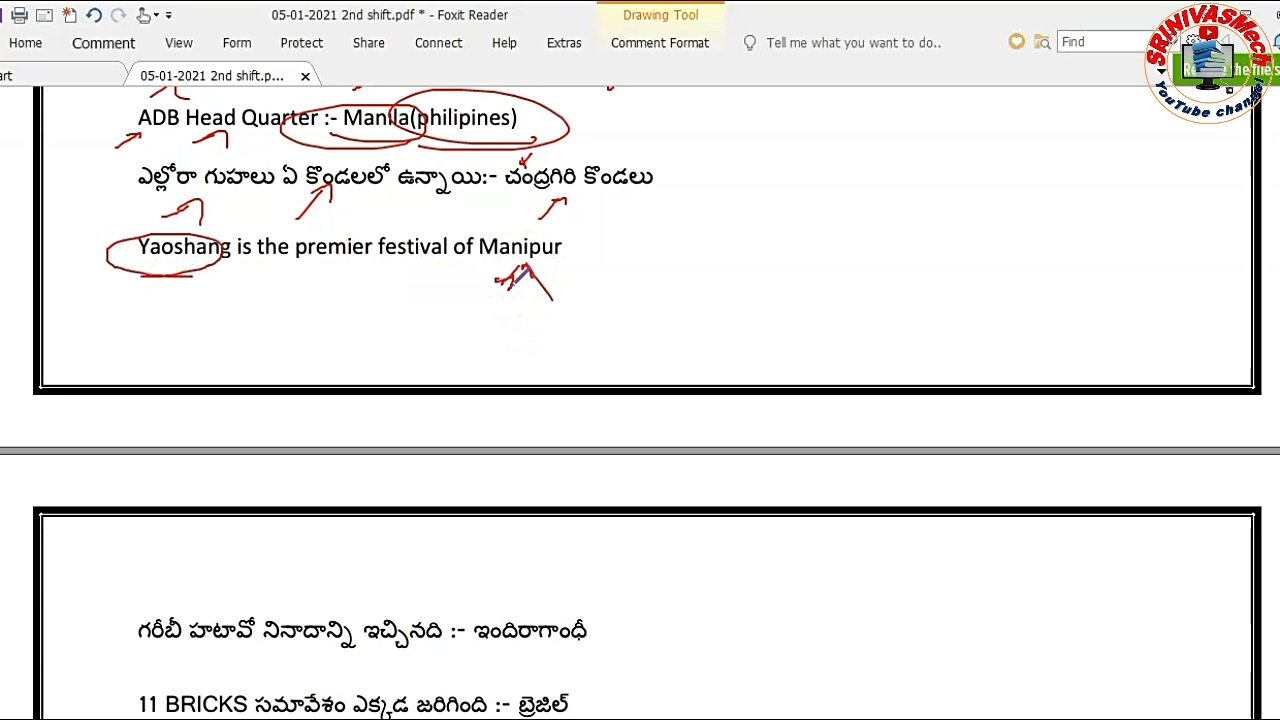 05-01-2021 2nd shift.pdf * - Foxit Reader
Drawing Tool
Home Comment View Form Protect Share Connect Help Extras Comment Format Tell me what you want to do.. Find
art 05-01-2021 2nd shift.p... ×
SRINIVASMech
YouTube channel
ADB Head Quarter :- Manila(philipines)
ఎల్లోరా గుహలు ఏ కొండలలో ఉన్నాయి:- చంద్రగిరి కొండలు
Yaoshang is the premier festival of Manipur
గరీబీ హటావో నినాదాన్ని ఇచ్చినది :- ఇందిరాగాంధీ
11 BRICKS సమావేశం ఎక్కడ జరిగింది :- బ్రెజిల్